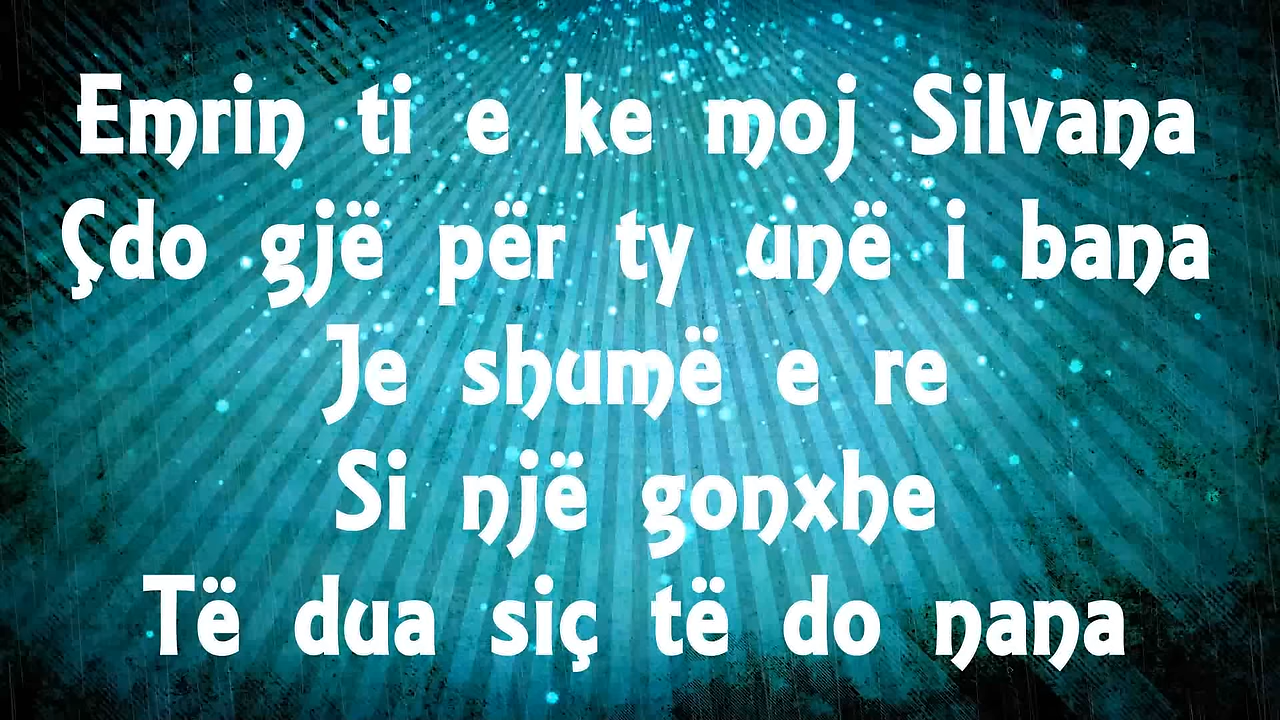 Emrin ti e ke moj Silvana
Çdo gjë për ty unë i bana
Je shumë e re
Si një gonxhe
Të dua siç të do nana